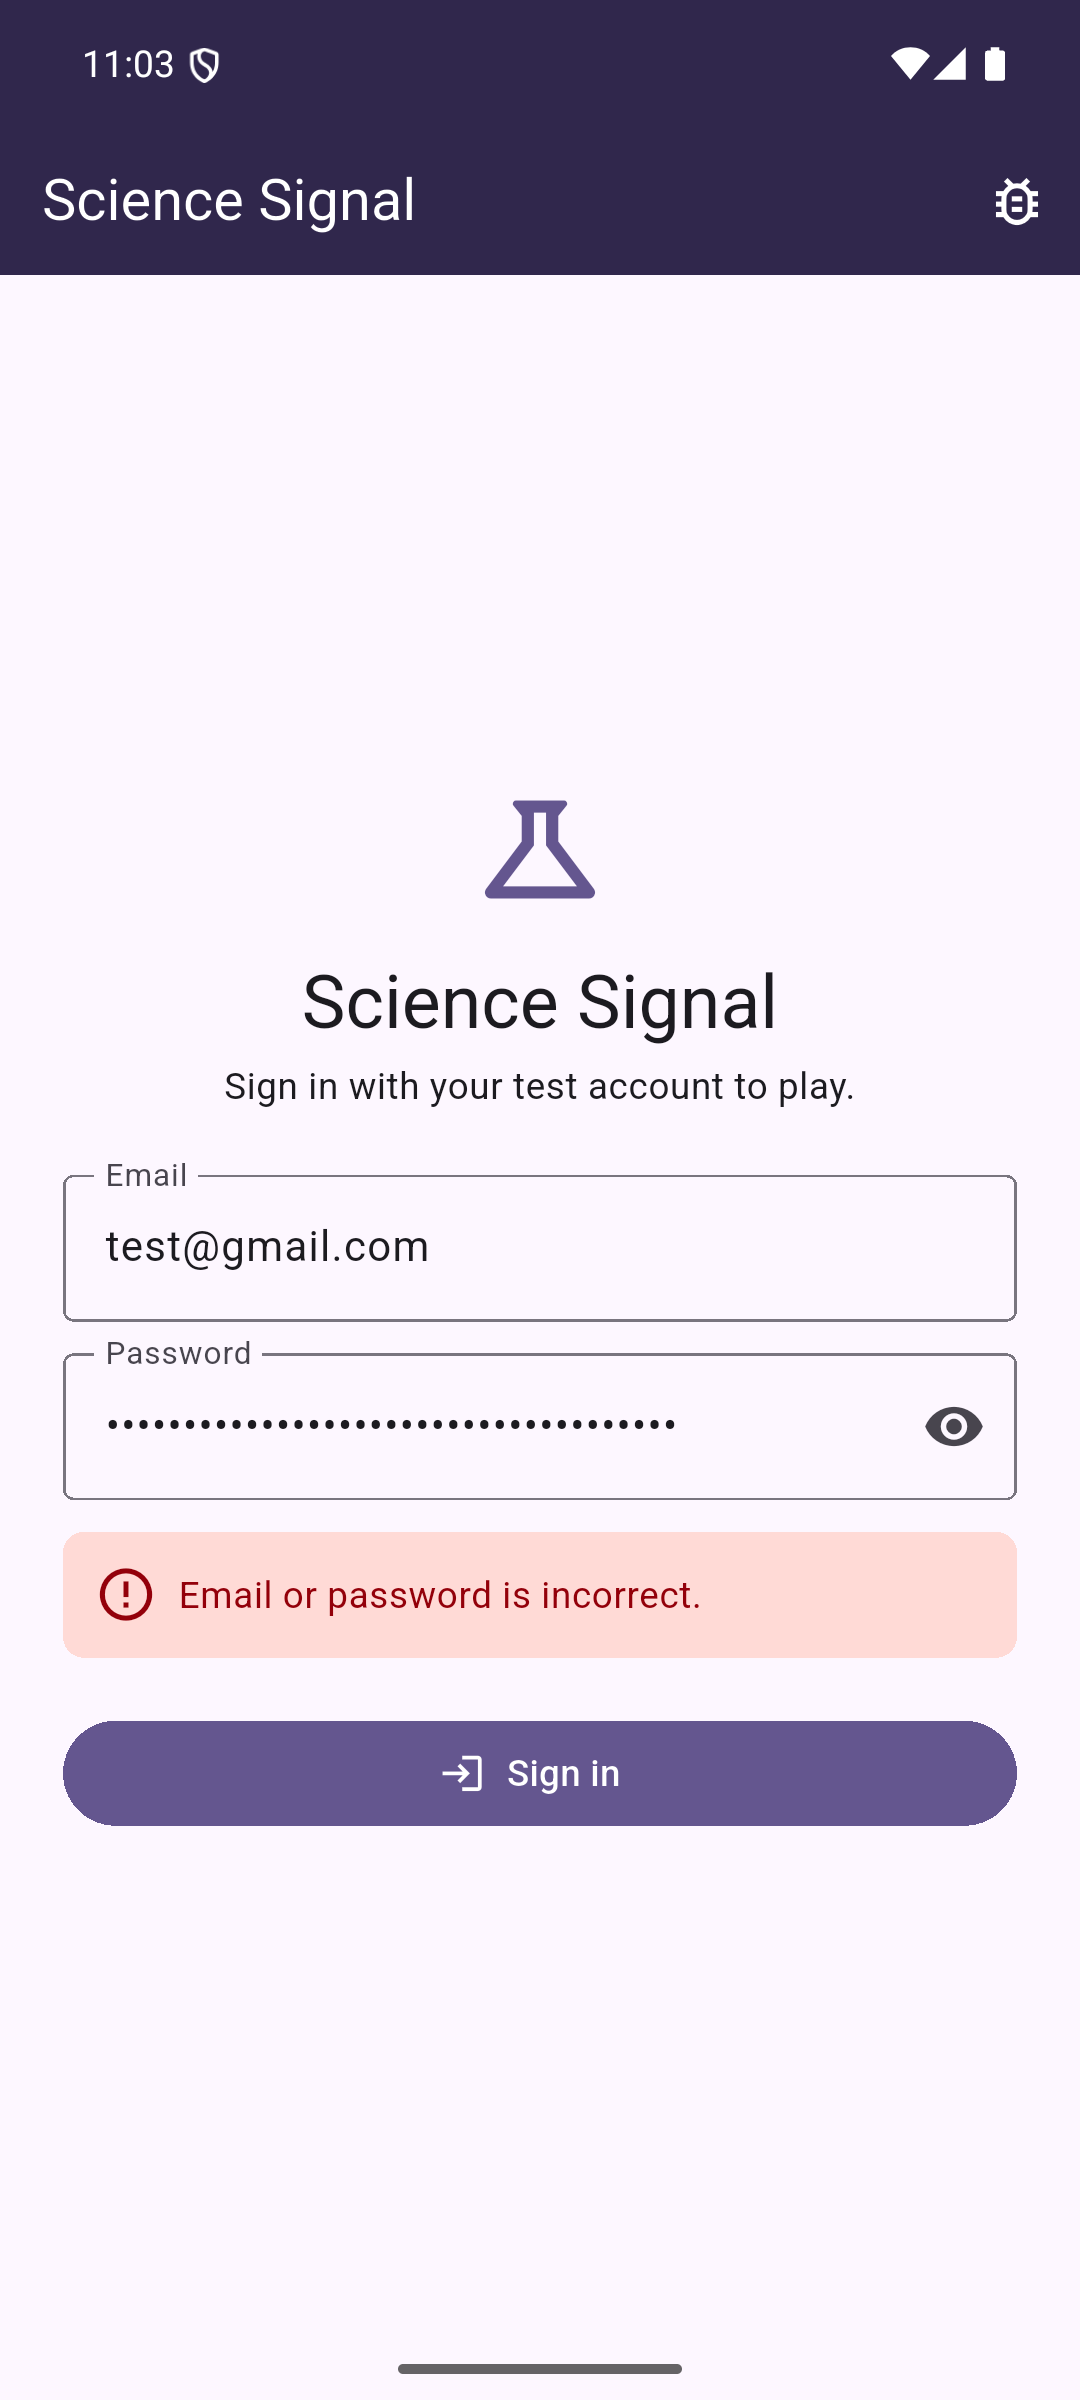 11:03
Science Signal
Science Signal
Sign in with your test account to play.
Email
test@gmail.com
Password
•••••••••••••••••••••••••••••••••••••
Email or password is incorrect.
Sign in